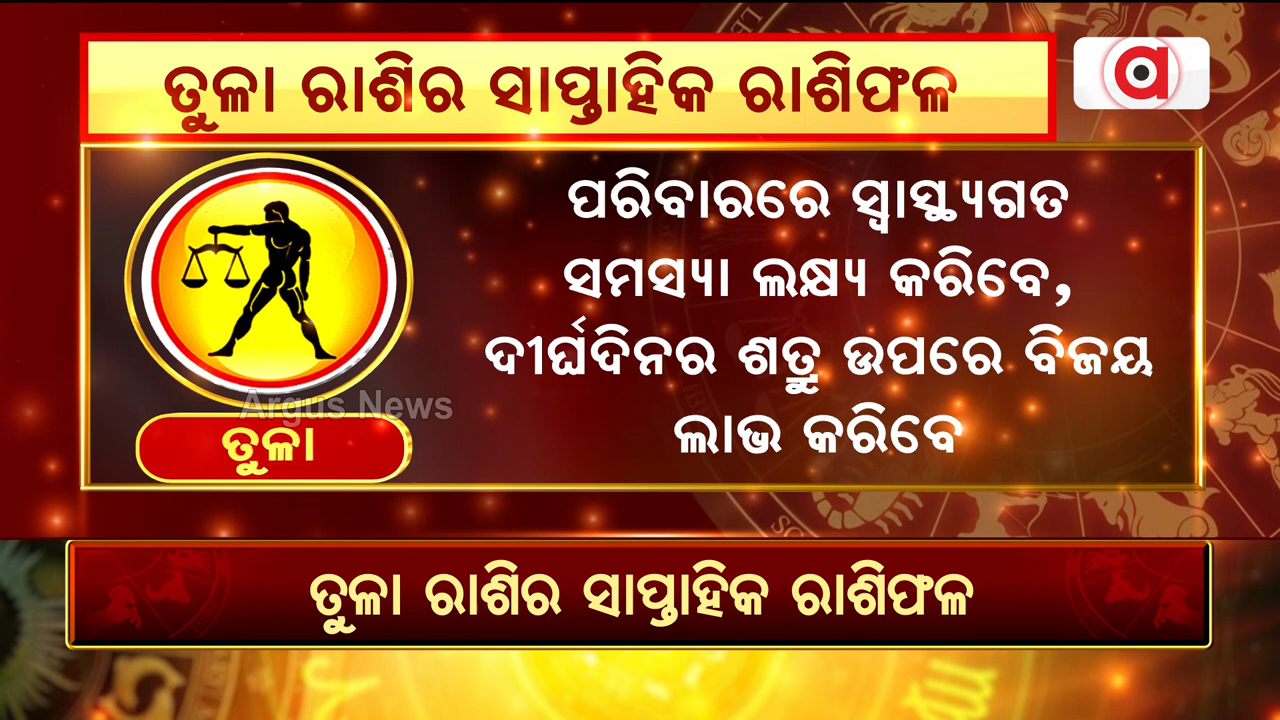 ତୁଳା ରାଶିର ସାପ୍ତାହିକ ରାଶିଫଳ
a
ପରିବାରରେ ସ୍ୱାସ୍ଥ୍ୟଗତ
ସମସ୍ୟା ଲକ୍ଷ୍ୟ କରିବେ,
ଦୀର୍ଘଦିନର ଶତ୍ରୁ ଉପରେ ବିଜୟ
ଲାଭ କରିବେ
Argus News
ତୁଳା
ତୁଳା ରାଶିର ସାପ୍ତାହିକ ରାଶିଫଳ